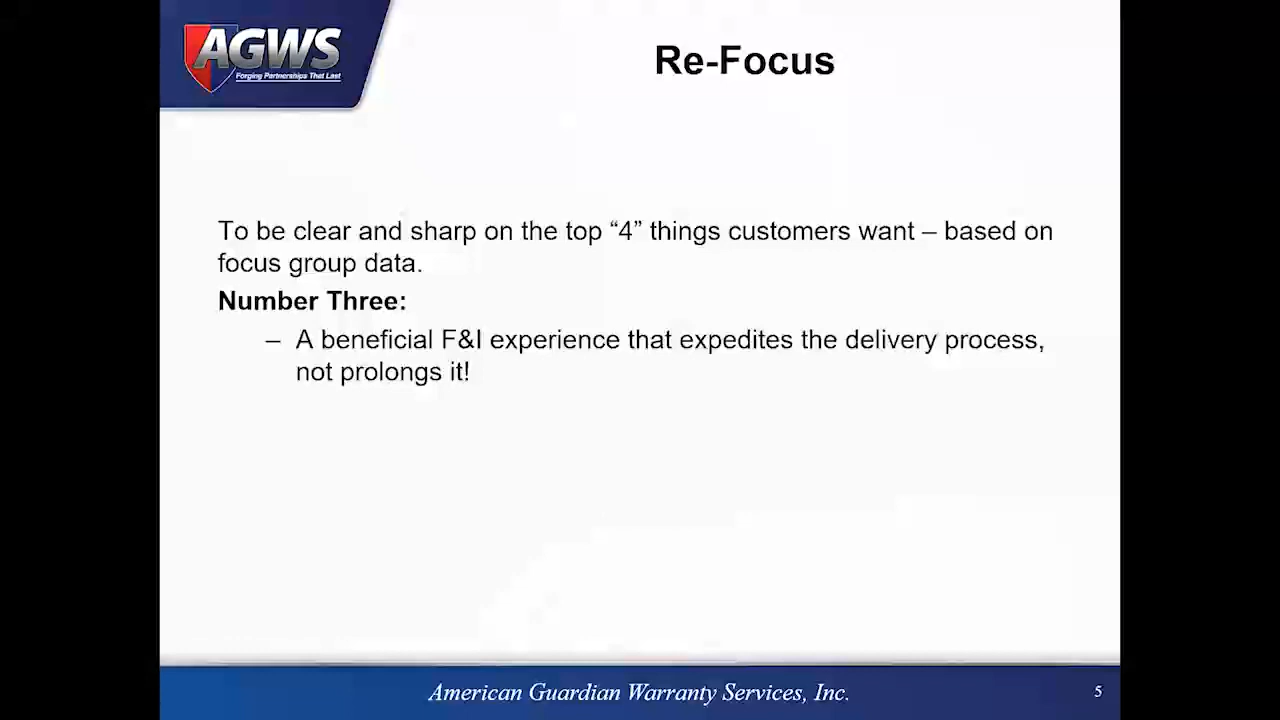 AGWS
Forging Partnerships That Last
Re-Focus
To be clear and sharp on the top “4” things customers want – based on
focus group data.
Number Three:
– A beneficial F&I experience that expedites the delivery process,
not prolongs it!
American Guardian Warranty Services, Inc.
5